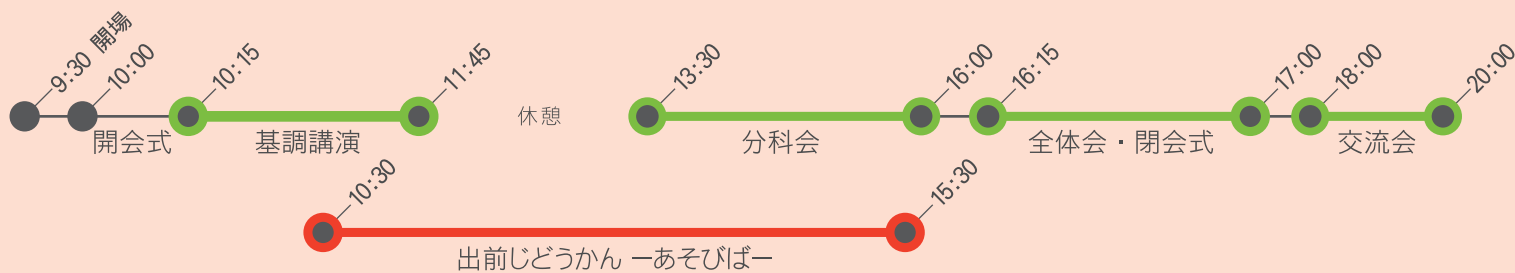 9:30 開場
10:00
10:15
11:45
13:30
16:00
16:15
17:00
18:00
20:00
開会式
基調講演
休憩
分科会
全体会・閉会式
交流会
10:30
15:30
出前じどうかん ーあそびばー